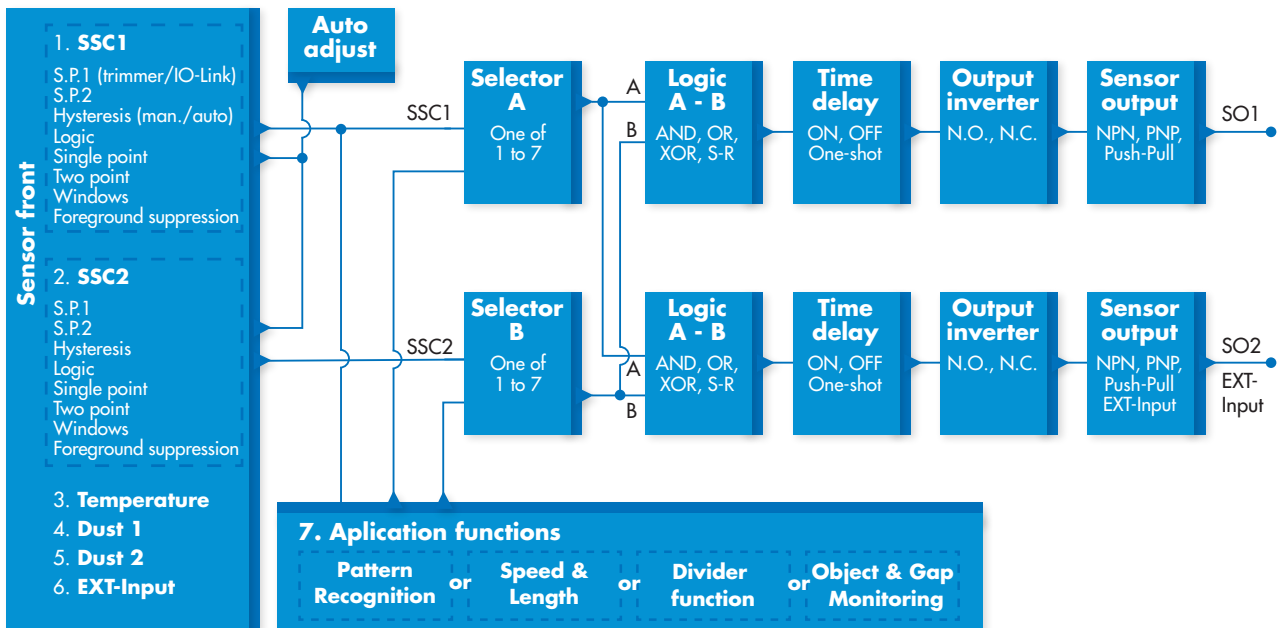 Sensor front
1. SSC1
S.P.1 (trimmer/IO-Link)
S.P.2
Hysteresis (man./auto)
Logic
Single point
Two point
Windows
Foreground suppression
2. SSC2
S.P.1
S.P.2
Hysteresis
Logic
Single point
Two point
Windows
Foreground suppression
3. Temperature
4. Dust 1
5. Dust 2
6. EXT-Input
Auto
adjust
SSC1
Selector
A
One of
1 to 7
A
B
Logic
A - B
AND, OR,
XOR, S-R
Time
delay
ON, OFF
One-shot
Output
inverter
N.O., N.C.
Sensor
output
NPN, PNP,
Push-Pull
SO1
SSC2
Selector
B
One of
1 to 7
A
B
Logic
A - B
AND, OR,
XOR, S-R
Time
delay
ON, OFF
One-shot
Output
inverter
N.O., N.C.
Sensor
output
NPN, PNP,
Push-Pull
EXT-Input
SO2
EXT-
Input
7. Aplication functions
Pattern
Recognition
or
Speed &
Length
or
Divider
function
or
Object & Gap
Monitoring